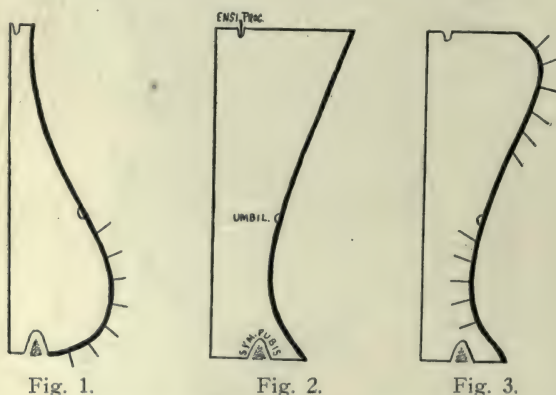 ENSI.PROC.
UMBIL.
SYM.PUBIS
Fig. 1.
Fig. 2.
Fig. 3.